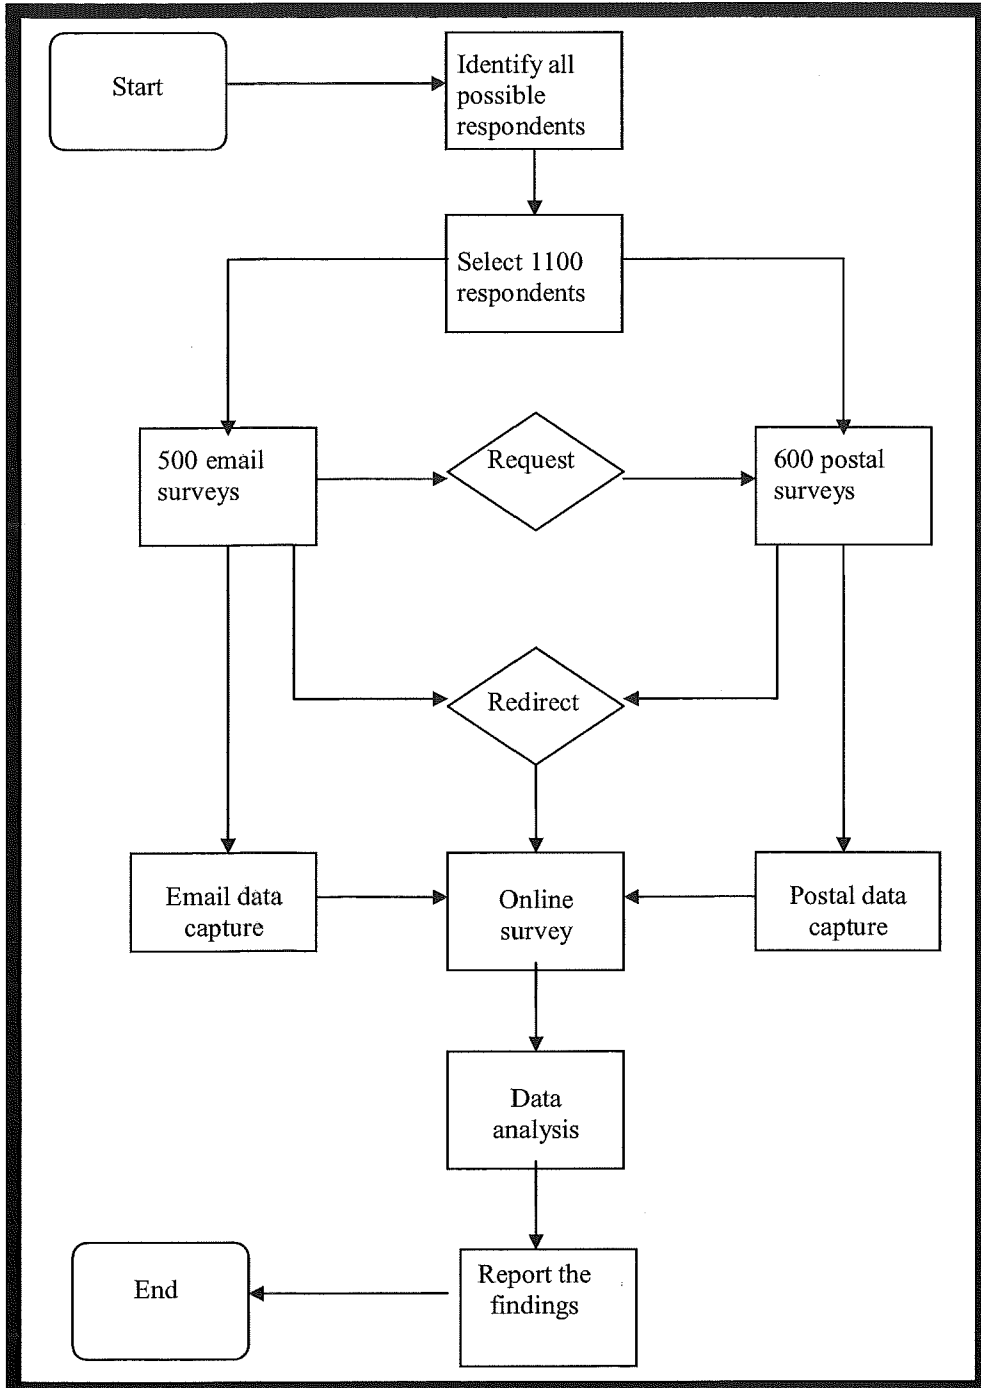 Start
Identify all
possible
respondents
Select 1100
respondents
500 email
surveys
Request
600 postal
surveys
Redirect
Email data
capture
Online
survey
Postal data
capture
Data
analysis
Report the
findings
End